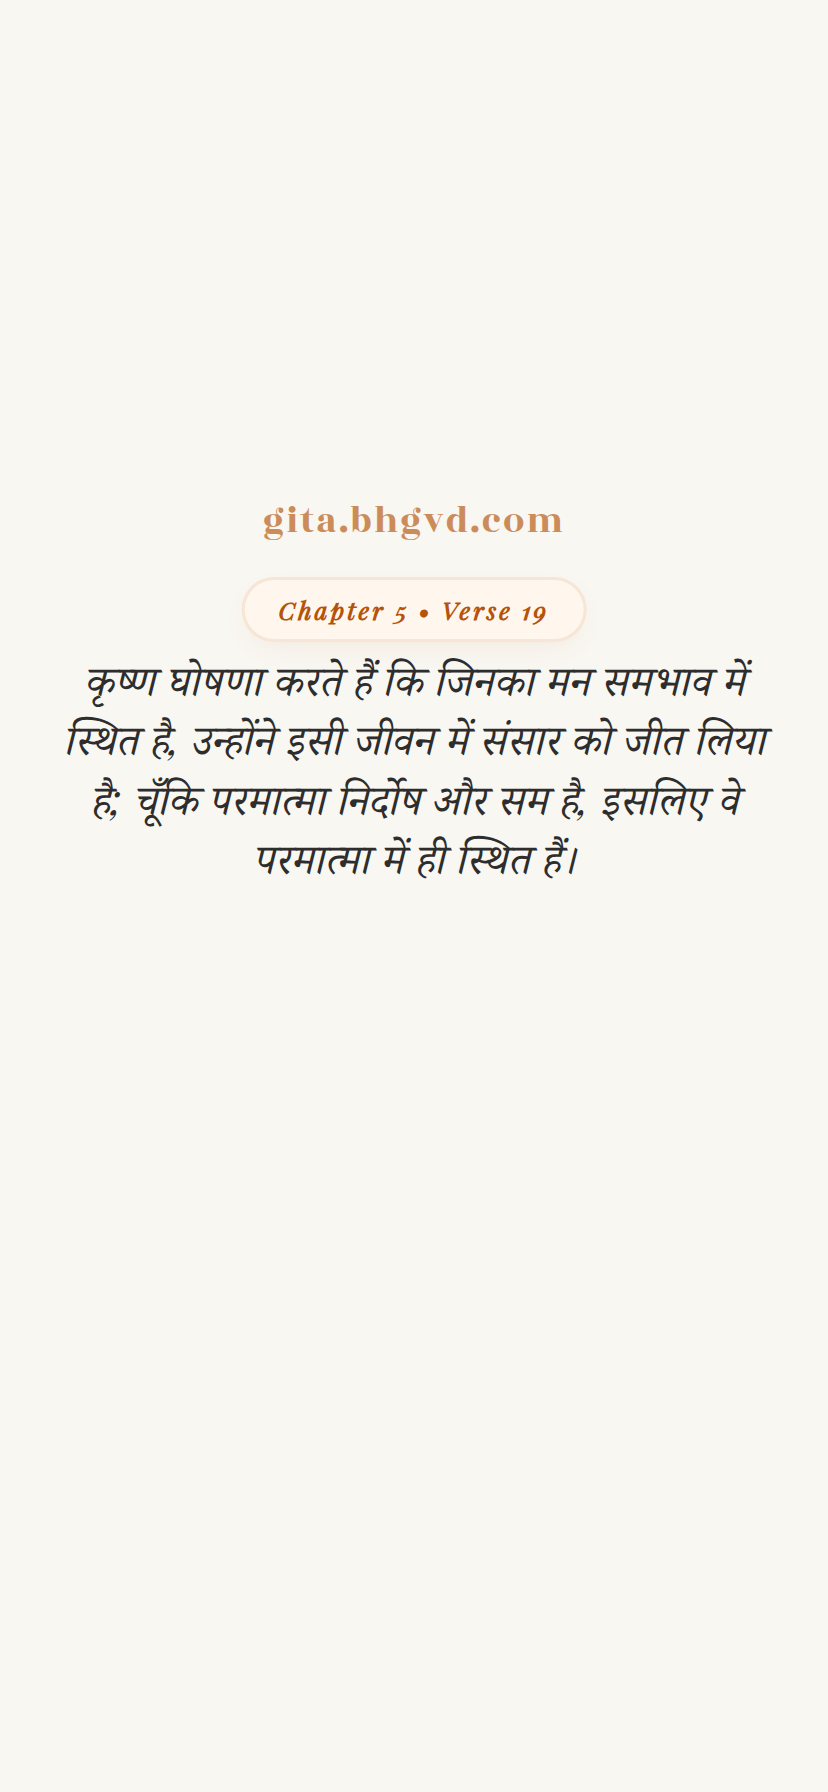 gita.bhgvd.com
Chapter 5 • Verse 19
कृष्ण घोषणा करते हैं कि जिनका मन समभाव में
स्थित है, उन्होंने इसी जीवन में संसार को जीत लिया
है; चूँकि परमात्मा निर्दोष और सम है, इसलिए वे
परमात्मा में ही स्थित हैं।